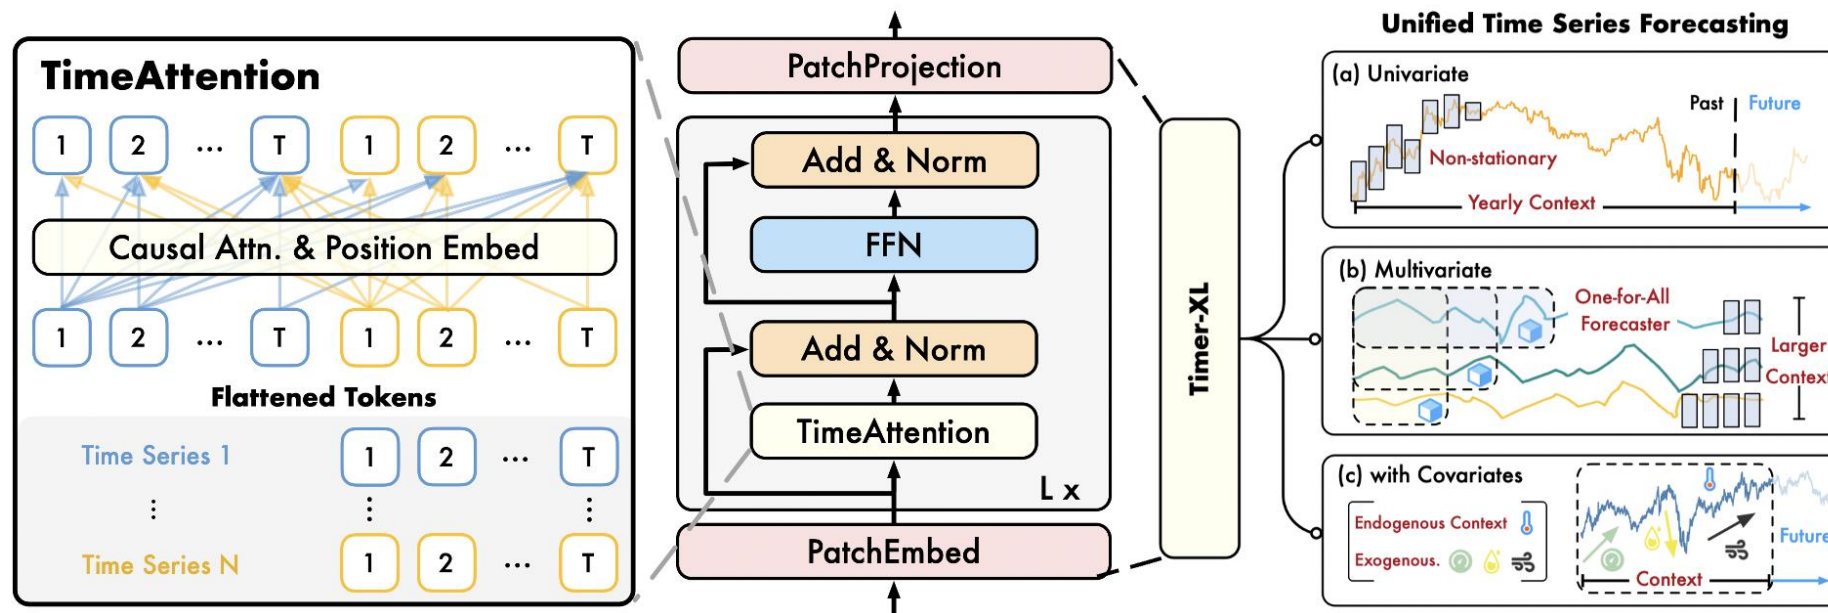 TimeAttention
1 2 ... T 1 2 ... T
Causal Attn. & Position Embed
1 2 ... T 1 2 ... T
Flattened Tokens
Time Series 1 1 2 ... T
Time Series N 1 2 ... T
PatchProjection
Add & Norm
FFN
Add & Norm
TimeAttention
L x
PatchEmbed
Timer-XL
Unified Time Series Forecasting
(a) Univariate
Past Future
Non-stationary
Yearly Context
(b) Multivariate
One-for-All
Forecaster
Larger
Context
(c) with Covariates
Endogenous Context
Exogenous.
Future
Context